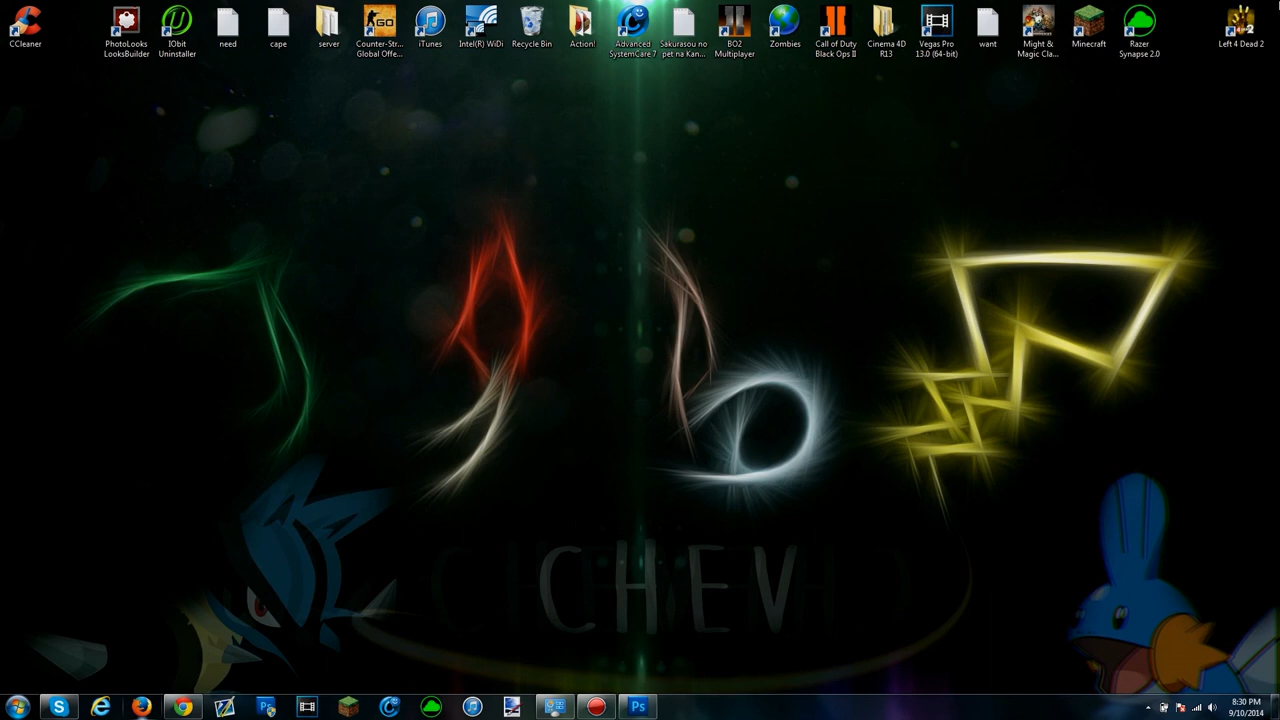 CCleaner
PhotoLooks
LooksBuilder
IObit
Uninstaller
need
cape
server
Counter-Str...
Global Offe...
iTunes
Intel(R) WiDi
Recycle Bin
Action!
Advanced
SystemCare 7
Sakurasou no
pet na Kan...
BO2
Multiplayer
Zombies
Call of Duty
Black Ops II
Cinema 4D
R13
Vegas Pro
13.0 (64-bit)
want
Might &
Magic Cla...
Minecraft
Razer
Synapse 2.0
Left 4 Dead 2
CHEV
8:30 PM
9/10/2014